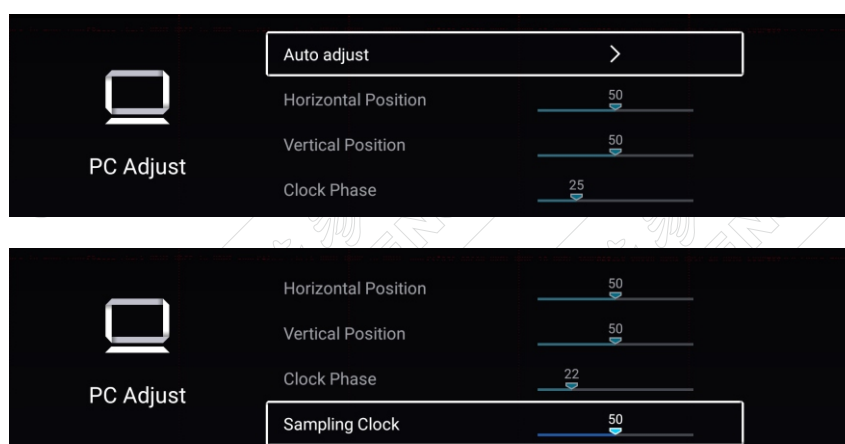 Auto adjust
Horizontal Position 50
Vertical Position 50
PC Adjust
Clock Phase 25
Horizontal Position 50
Vertical Position 50
Clock Phase 22
PC Adjust
Sampling Clock 50